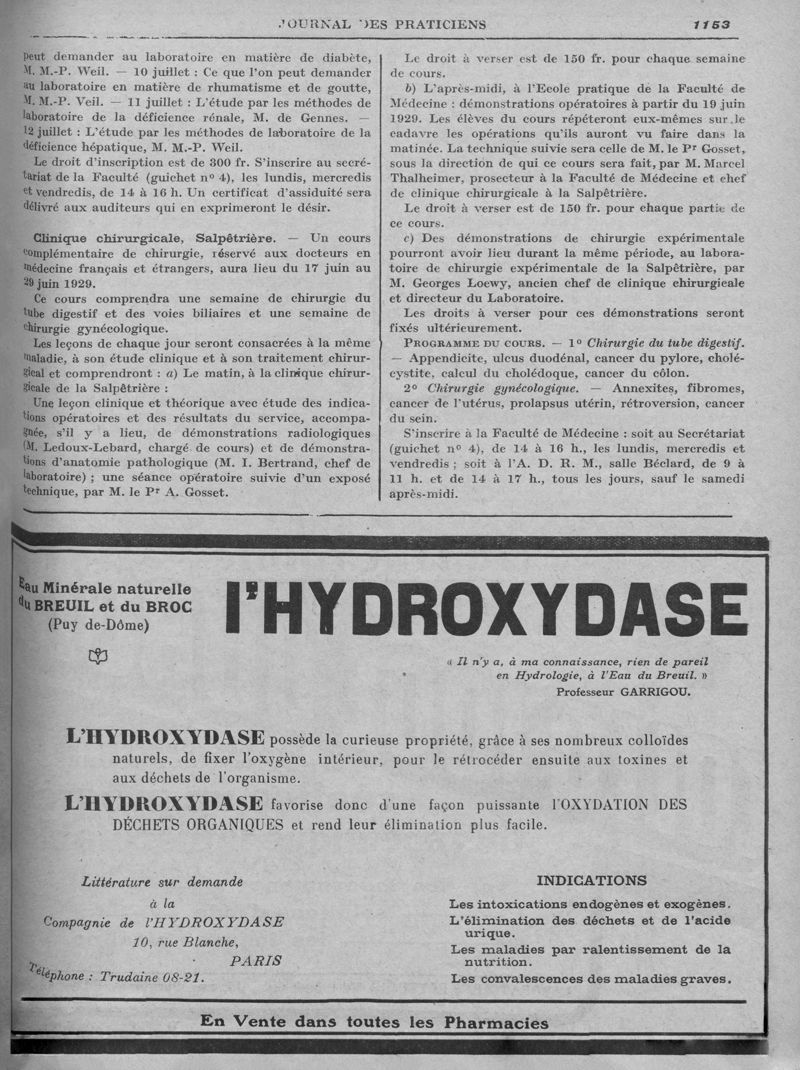 JOURNAL DES PRATICIENS 1153
peut demander au laboratoire en matière de diabète,
M. M.-P. Weil. — 10 juillet : Ce que l'on peut demander
au laboratoire en matière de rhumatisme et de goutte,
M. M.-P. Veil. — 11 juillet : L'étude par les méthodes de
laboratoire de la déficience rénale, M. de Gennes. —
12 juillet : L'étude par les méthodes de laboratoire de la
déficience hépatique, M. M.-P. Weil.
Le droit d'inscription est de 300 fr. S'inscrire au secré-
tariat de la Faculté (guichet nº 4), les lundis, mercredis
et vendredis, de 14 à 16 h. Un certificat d'assiduité sera
délivré aux auditeurs qui en exprimeront le désir.
Clinique chirurgicale, Salpêtrière. — Un cours
complémentaire de chirurgie, réservé aux docteurs en
médecine français et étrangers, aura lieu du 17 juin au
29 juin 1929.
Ce cours comprendra une semaine de chirurgie du
tube digestif et des voies biliaires et une semaine de
chirurgie gynécologique.
Les leçons de chaque jour seront consacrées à la même
maladie, à son étude clinique et à son traitement chirur-
gical et comprendront : a) Le matin, à la clinique chirur-
gicale de la Salpêtrière :
Une leçon clinique et théorique avec étude des indica-
tions opératoires et des résultats du service, accompa-
gnée, s'il y a lieu, de démonstrations radiologiques
(M. Ledoux-Lebard, chargé de cours) et de démonstra-
tions d'anatomie pathologique (M. I. Bertrand, chef de
laboratoire) ; une séance opératoire suivie d'un exposé
technique, par M. le Pr A. Gosset.
Le droit à verser est de 150 fr. pour chaque semaine
de cours.
b) L'après-midi, à l'Ecole pratique de la Faculté de
Médecine : démonstrations opératoires à partir du 19 juin
1929. Les élèves du cours répéteront eux-mêmes sur le
cadavre les opérations qu'ils auront vu faire dans la
matinée. La technique suivie sera celle de M. le Pr Gosset,
sous la direction de qui ce cours sera fait, par M. Marcel
Thalheimer, prosecteur à la Faculté de Médecine et chef
de clinique chirurgicale à la Salpêtrière.
Le droit à verser est de 150 fr. pour chaque partie de
ce cours.
c) Des démonstrations de chirurgie expérimentale
pourront avoir lieu durant la même période, au labora-
toire de chirurgie expérimentale de la Salpêtrière, par
M. Georges Loewy, ancien chef de clinique chirurgicale
et directeur du Laboratoire.
Les droits à verser pour ces démonstrations seront
fixés ultérieurement.
PROGRAMME DU COURS. — 1º Chirurgie du tube digestif.
— Appendicite, ulcus duodénal, cancer du pylore, cholé-
cystite, calcul du cholédoque, cancer du côlon.
2º Chirurgie gynécologique. — Annexites, fibromes,
cancer de l'utérus, prolapsus utérin, rétroversion, cancer
du sein.
S'inscrire à la Faculté de Médecine : soit au Secrétariat
(guichet nº 4), de 14 à 16 h., les lundis, mercredis et
vendredis ; soit à l'A. D. R. M., salle Béclard, de 9 à
11 h. et de 14 à 17 h., tous les jours, sauf le samedi
après-midi.
Eau Minérale naturelle
du BREUIL et du BROC
(Puy de-Dôme)
l'HYDROXYDASE
« Il n'y a, à ma connaissance, rien de pareil
en Hydrologie, à l'Eau du Breuil. »
Professeur GARRIGOU.
L'HYDROXYDASE possède la curieuse propriété, grâce à ses nombreux colloïdes
naturels, de fixer l'oxygène intérieur, pour le rétrocéder ensuite aux toxines et
aux déchets de l'organisme.
L'HYDROXYDASE favorise donc d'une façon puissante l'OXYDATION DES
DÉCHETS ORGANIQUES et rend leur élimination plus facile.
Littérature sur demande
à la
Compagnie de l'HYDROXYDASE
10, rue Blanche,
PARIS
Téléphone : Trudaine 08-21.
INDICATIONS
Les intoxications endogènes et exogènes.
L'élimination des déchets et de l'acide
urique.
Les maladies par ralentissement de la
nutrition.
Les convalescences des maladies graves.
En Vente dans toutes les Pharmacies